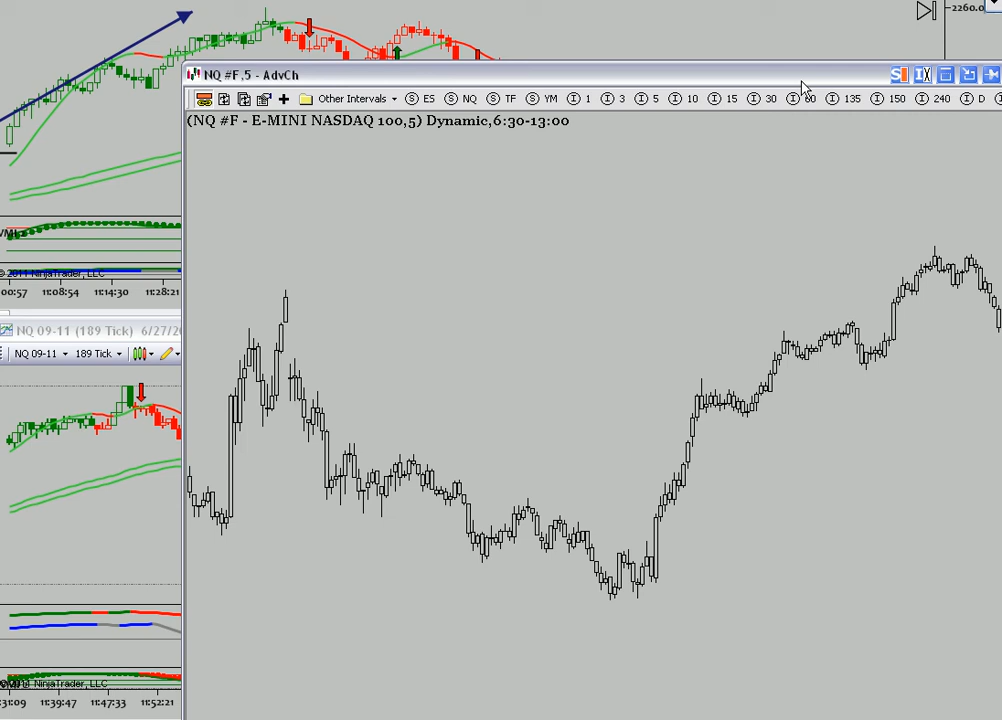 2260.0
NQ #F,5 - AdvCh
Other Intervals S ES S NQ S TF S YM I 1 I 3 I 5 I 10 I 15 I 30 I 60 I 135 I 150 I 240 I D
(NQ #F - E-MINI NASDAQ 100,5) Dynamic,6:30-13:00
© 2011 NinjaTrader, LLC
00:57 11:08:54 11:14:30 11:28:21
NQ 09-11 (189 Tick) 6/27/2
NQ 09-11 189 Tick
NinjaTrader, LLC
31:09 11:39:47 11:47:33 11:52:21